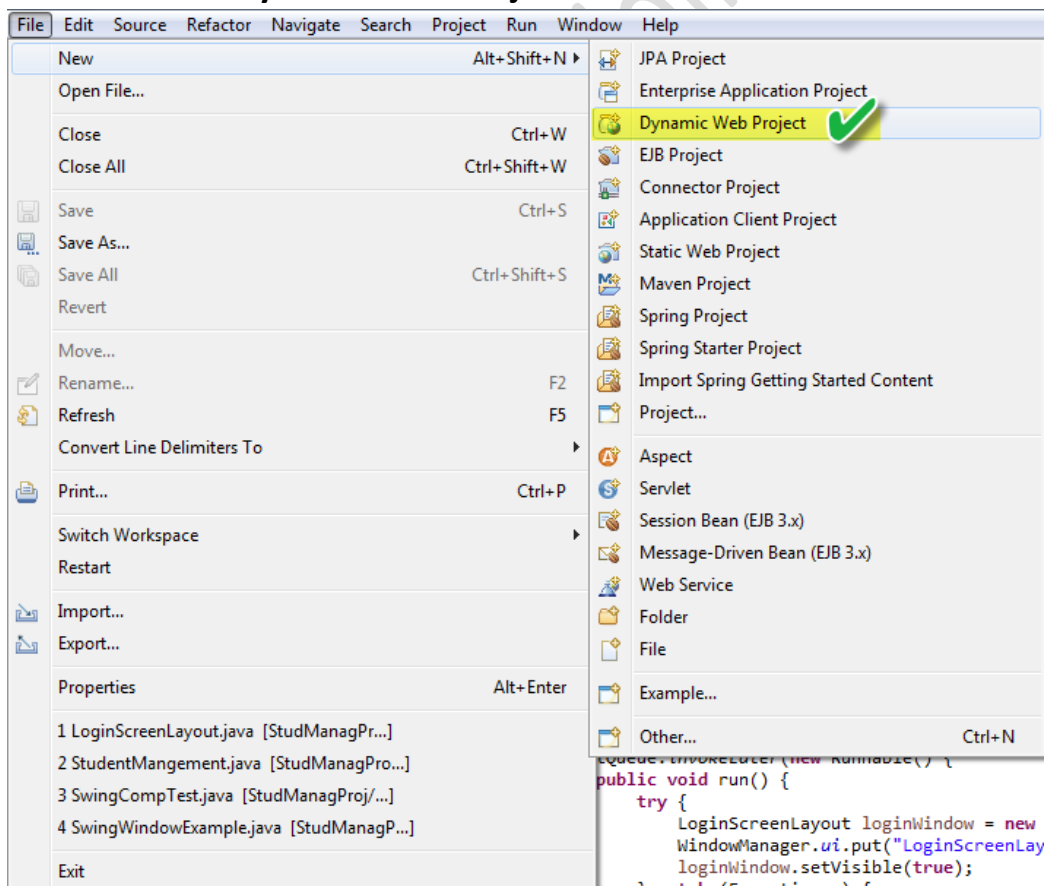 File Edit Source Refactor Navigate Search Project Run Window Help
New Alt+Shift+N
Open File...
Close Ctrl+W
Close All Ctrl+Shift+W
Save Ctrl+S
Save As...
Save All Ctrl+Shift+S
Revert
Move...
Rename... F2
Refresh F5
Convert Line Delimiters To
Print... Ctrl+P
Switch Workspace
Restart
Import...
Export...
Properties Alt+Enter
1 LoginScreenLayout.java [StudManagPr...]
2 StudentMangement.java [StudManagPro...]
3 SwingCompTest.java [StudManagProj/...]
4 SwingWindowExample.java [StudManagP...]
Exit
JPA Project
Enterprise Application Project
Dynamic Web Project
EJB Project
Connector Project
Application Client Project
Static Web Project
Maven Project
Spring Project
Spring Starter Project
Import Spring Getting Started Content
Project...
Aspect
Servlet
Session Bean (EJB 3.x)
Message-Driven Bean (EJB 3.x)
Web Service
Folder
File
Example...
Other... Ctrl+N
public void run() {
try {
LoginScreenLayout loginWindow = new
WindowManager.ui.put("LoginScreenLay
loginWindow.setVisible(true);